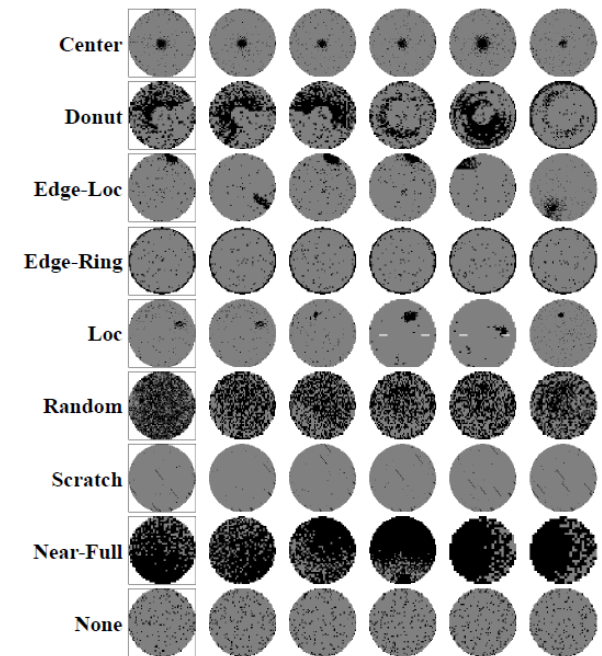 Center
Donut
Edge-Loc
Edge-Ring
Loc
Random
Scratch
Near-Full
None